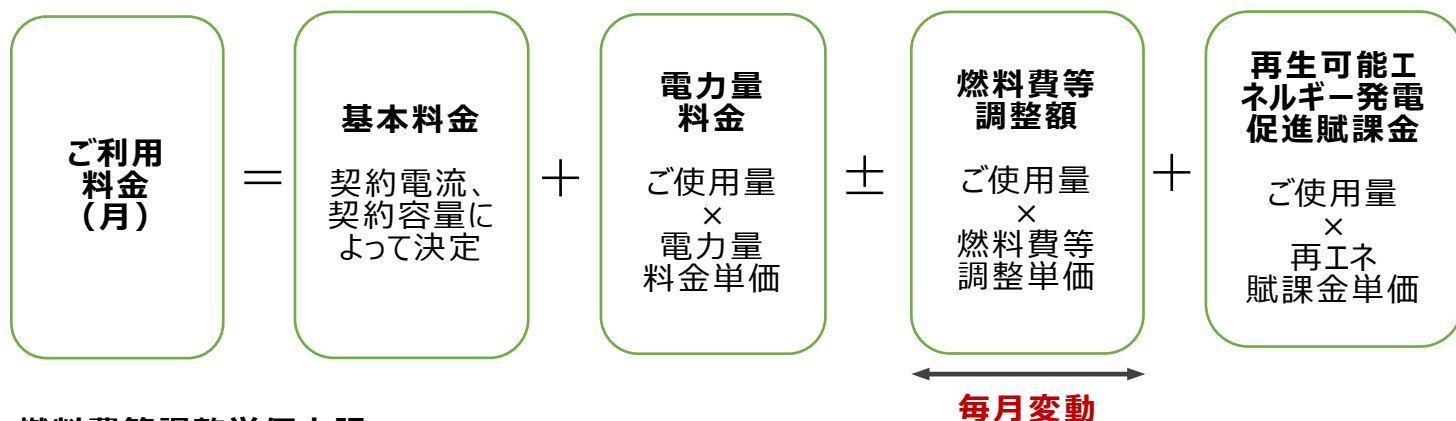 ご利用
料金
(月)
＝
基本料金
契約電流、
契約容量に
よって決定
＋
電力量
料金
ご使用量
×
電力量
料金単価
±
燃料費等
調整額
ご使用量
×
燃料費等
調整単価
＋
再生可能エ
ネルギー発電
促進賦課金
ご使用量
×
再エネ
賦課金単価
毎月変動